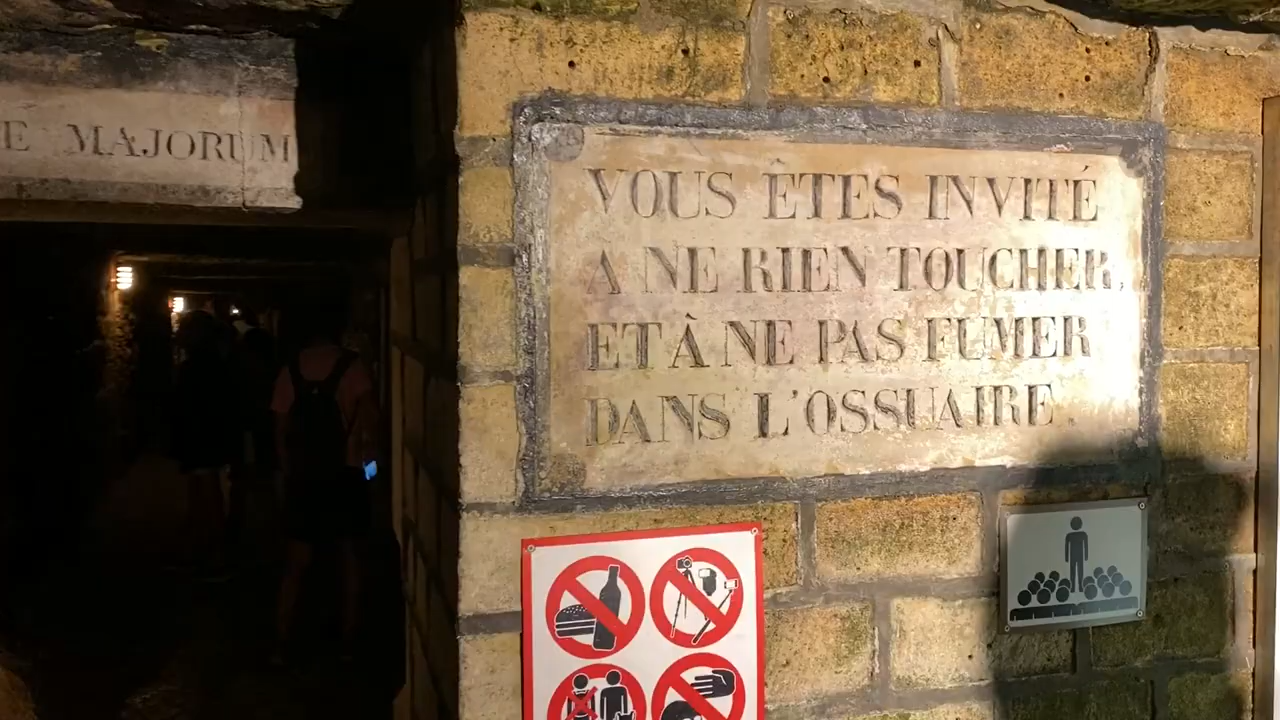 E MAJORUM
VOUS ÊTES INVITÉ
A NE RIEN TOUCHER,
ET À NE PAS FUMER
DANS L'OSSUAIRE.